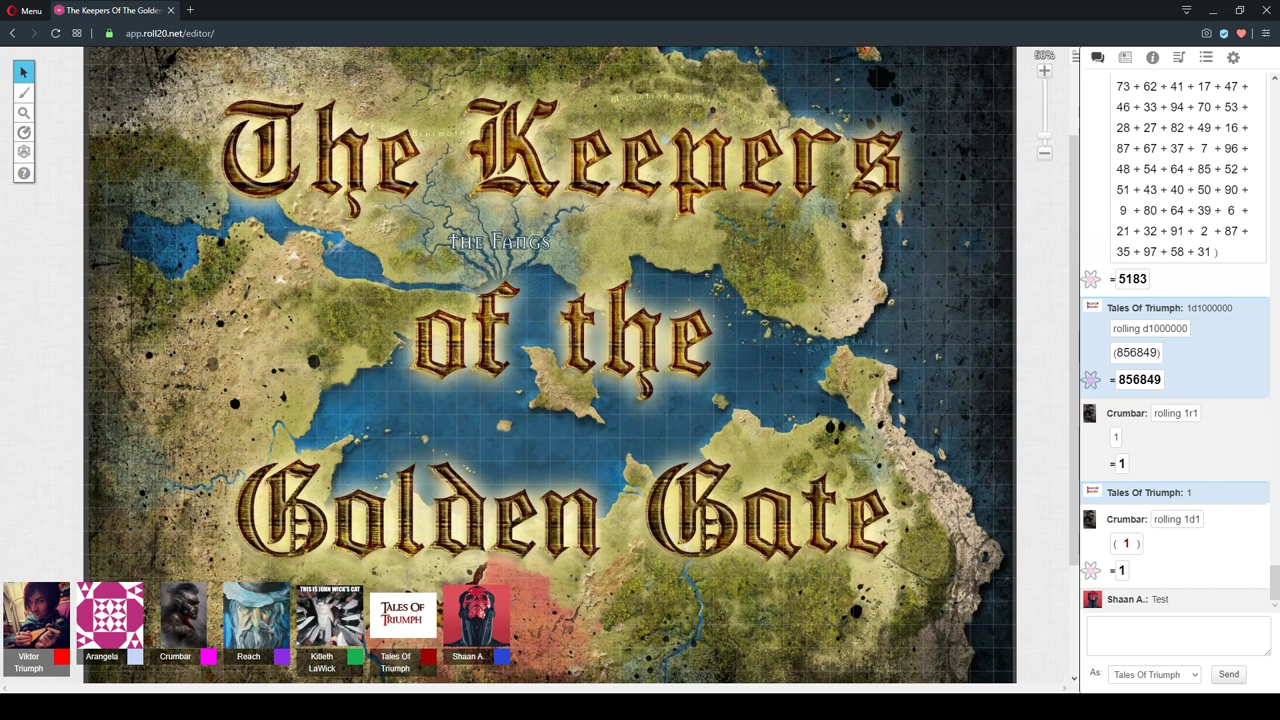 Menu
The Keepers Of The Golden
app.roll20.net/editor/
The Keepers
THE FANGS
of the
Golden Gate
Viktor
Triumph
Arangela
Crumbar
Reach
THIS IS JOHN WICK'S CAT
Kitleth
LaWick
TALES OF
TRIUMPH
Tales Of
Triumph
Shaan A.
50%
73 + 62 + 41 + 17 + 47 +
46 + 33 + 94 + 70 + 53 +
28 + 27 + 82 + 49 + 16 +
87 + 67 + 37 + 7 + 96 +
48 + 54 + 64 + 85 + 52 +
51 + 43 + 40 + 50 + 90 +
9 + 80 + 64 + 39 + 6 +
21 + 32 + 91 + 2 + 87 +
35 + 97 + 58 + 31 )
= 5183
Tales Of Triumph: 1d1000000
rolling d1000000
(856849)
= 856849
Crumbar: rolling 1r1
1
= 1
Tales Of Triumph: 1
Crumbar: rolling 1d1
( 1 )
= 1
Shaan A.: Test
As: Tales Of Triumph Send